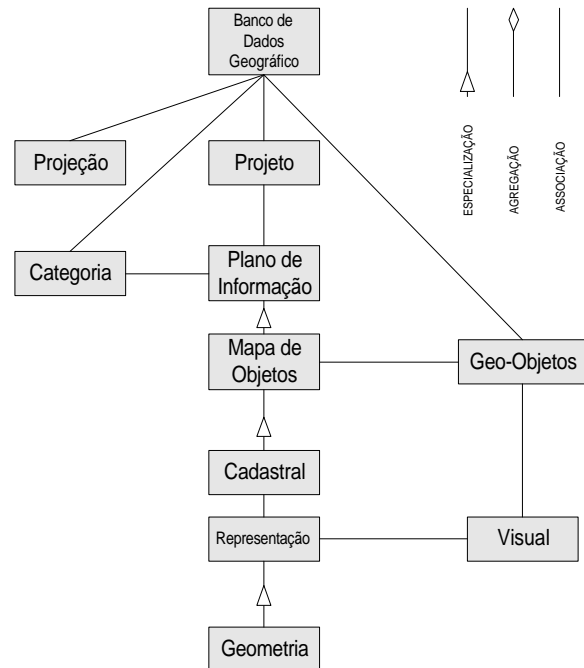 Banco de
Dados
Geográfico
ESPECIALIZAÇÃO
AGREGAÇÃO
ASSOCIAÇÃO
Projeção
Projeto
Categoria
Plano de
Informação
Mapa de
Objetos
Geo-Objetos
Cadastral
Representação
Visual
Geometria